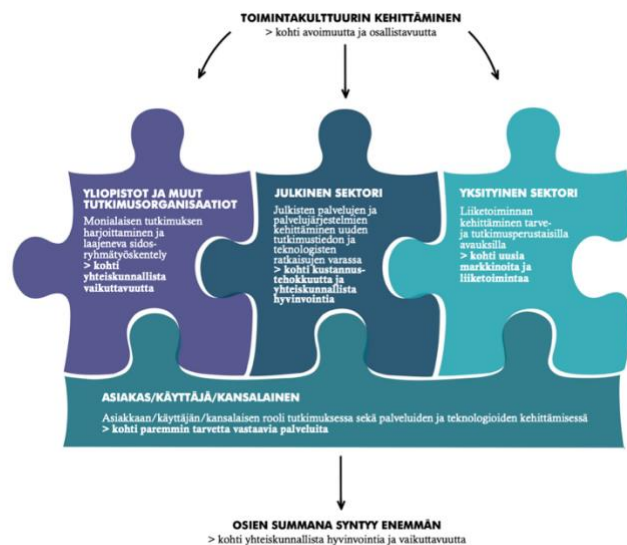 TOIMINTAKULTTUURIN KEHITTÄMINEN
> kohti avoimuutta ja osallistavuutta
YLIOPISTOT JA MUUT
TUTKIMUSORGANISAATIOT
Monialaisen tutkimuksen
harjoittaminen ja
laajeneva sidos-
ryhmätyöskentely
> kohti
yhteiskunnallista
vaikuttavuutta
JULKINEN SEKTORI
Julkisten palvelujen ja
palvelujärjestelmien
kehittäminen uuden
tutkimustiedon ja
teknologisten
ratkaisujen varassa
> kohti kustannus-
tehokkuutta ja
yhteiskunnallista
hyvinvointia
YKSITYINEN SEKTORI
Liiketoiminnan
kehittäminen tarve-
ja tutkimusperustaisilla
avauksilla
> kohti uusia
markkinoita ja
liiketoimintaa
ASIAKAS/KÄYTTÄJÄ/KANSALAINEN
Asiakkaan/käyttäjän/kansalaisen rooli tutkimuksessa sekä palveluiden ja teknologioiden kehittämisessä
> kohti paremmin tarvetta vastaavia palveluita
OSIEN SUMMANA SYNTYY ENEMMÄN
> kohti yhteiskunnallista hyvinvointia ja vaikuttavuutta